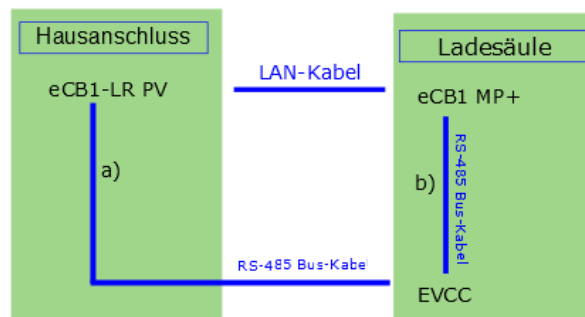 Hausanschluss
Ladesäule
LAN-Kabel
eCB1-LR PV
eCB1 MP+
a)
b)
RS-485 Bus-Kabel
RS-485 Bus-Kabel
EVCC